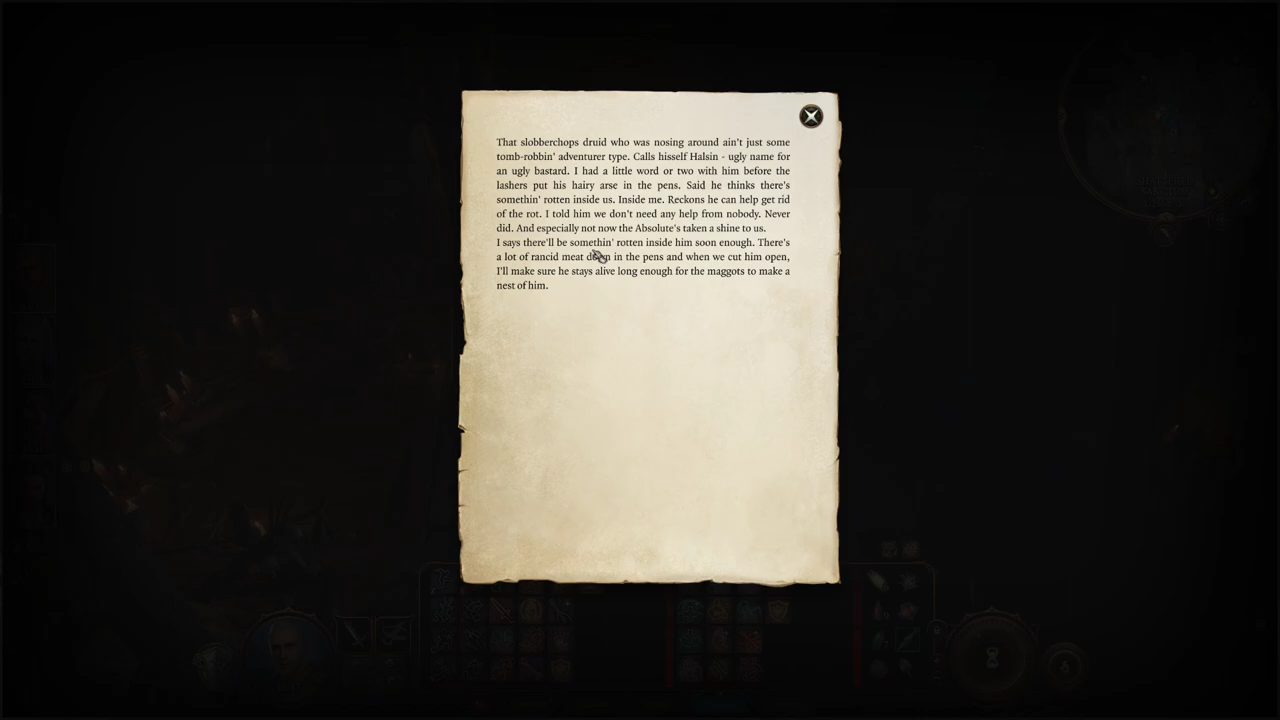 That slobberchops druid who was nosing around ain't just some
tomb-robbin' adventurer type. Calls hisself Halsin - ugly name for
an ugly bastard. I had a little word or two with him before the
lashers put his hairy arse in the pens. Said he thinks there's
somethin' rotten inside us. Inside me. Reckons he can help get rid
of the rot. I told him we don't need any help from nobody. Never
did. And especially not now the Absolute's taken a shine to us.
I says there'll be somethin' rotten inside him soon enough. There's
a lot of rancid meat down in the pens and when we cut him open,
I'll make sure he stays alive long enough for the maggots to make a
nest of him.